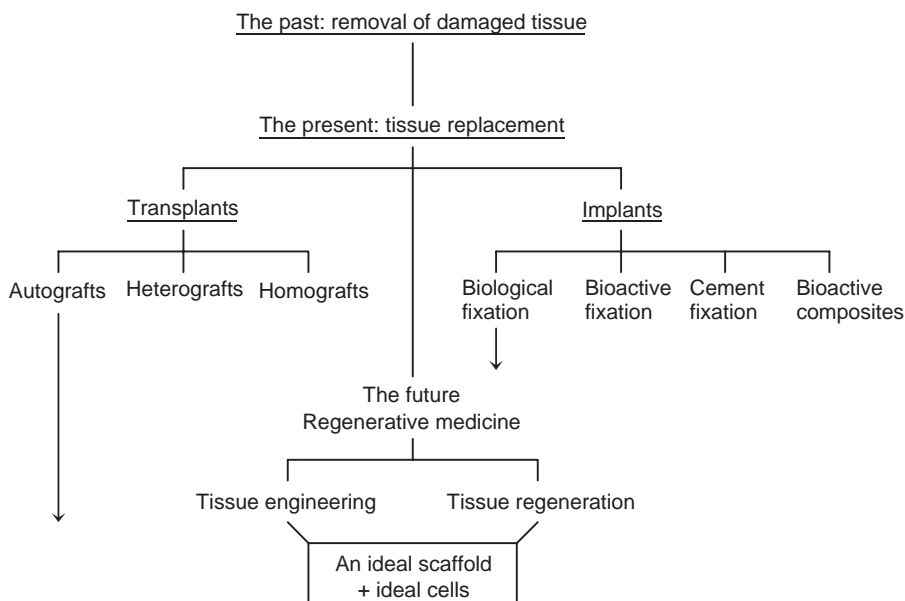 The past: removal of damaged tissue
The present: tissue replacement
Transplants
Implants
Autografts
Heterografts
Homografts
Biological
fixation
Bioactive
fixation
Cement
fixation
Bioactive
composites
The future
Regenerative medicine
Tissue engineering
Tissue regeneration
An ideal scaffold
+ ideal cells